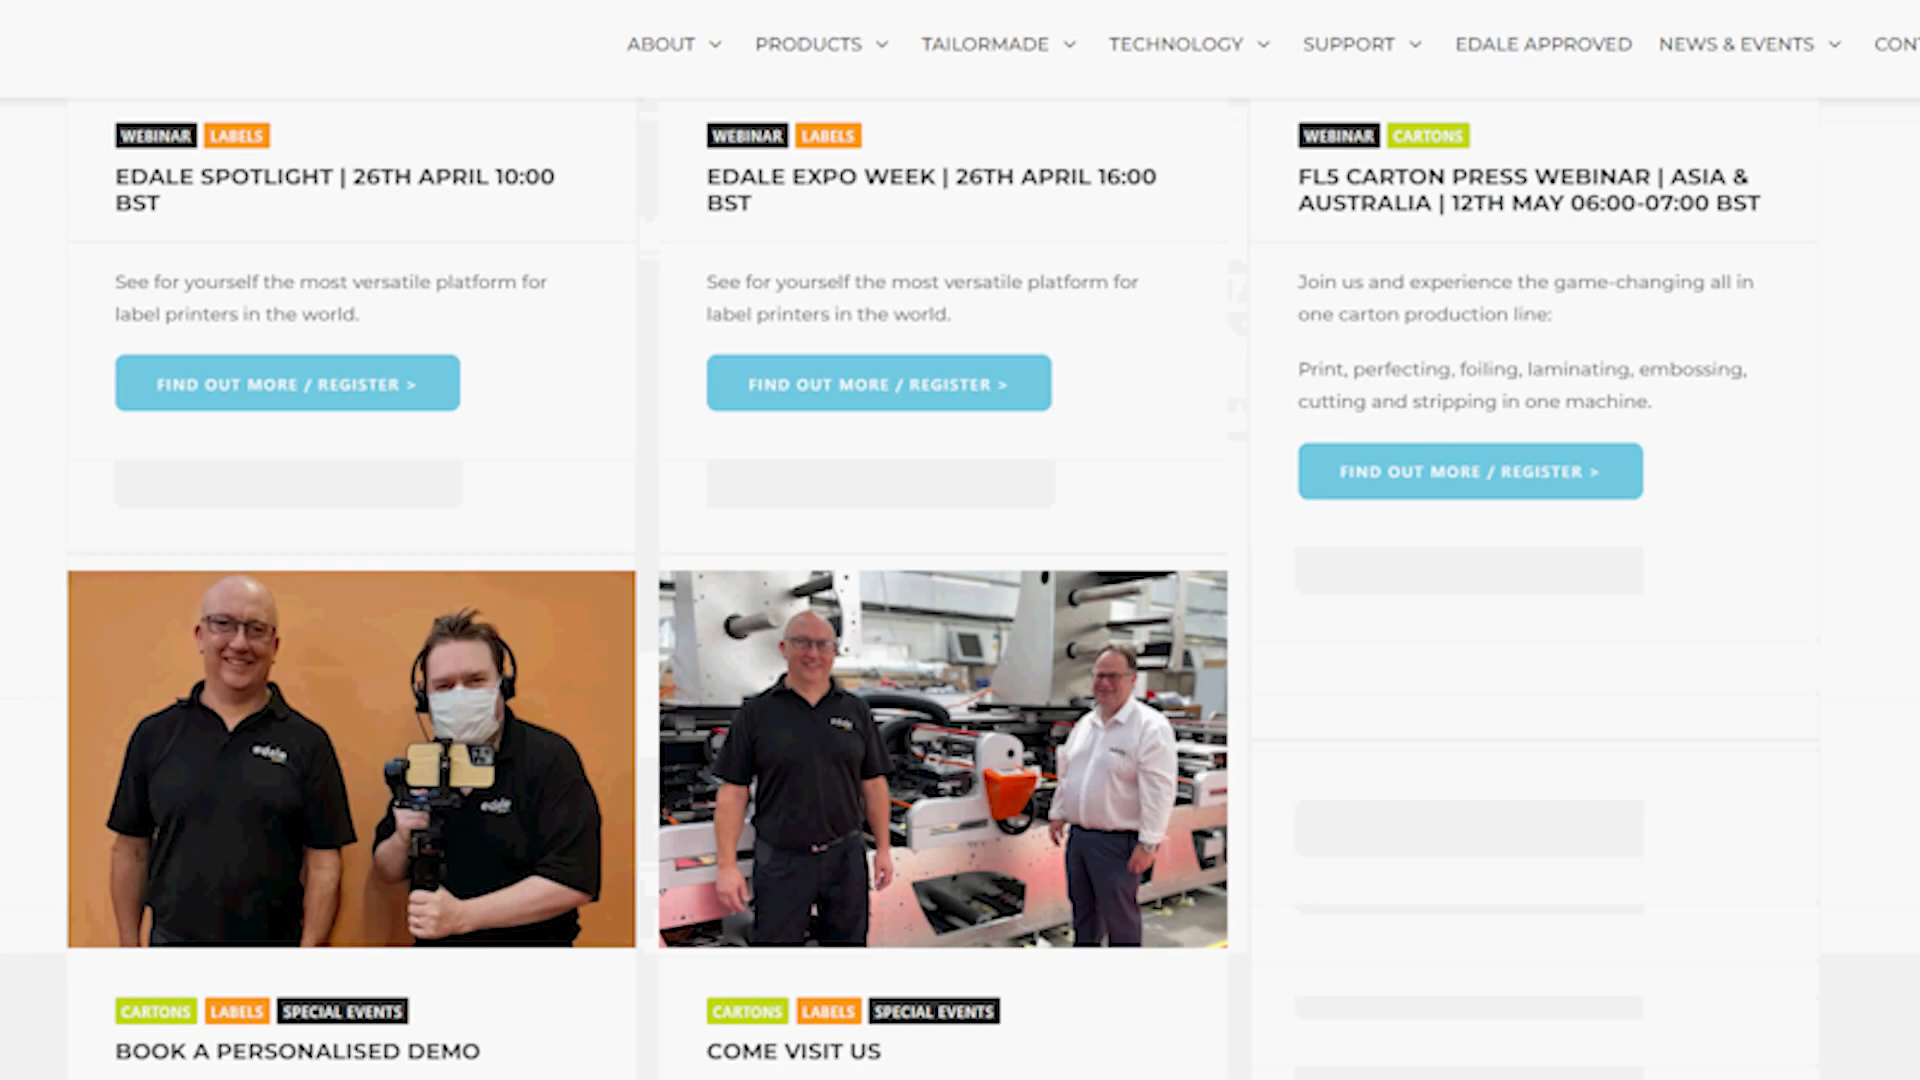 ABOUT PRODUCTS TAILORMADE TECHNOLOGY SUPPORT EDALE APPROVED NEWS & EVENTS
WEBINAR LABELS
EDALE SPOTLIGHT | 26TH APRIL 10:00
BST
See for yourself the most versatile platform for
label printers in the world.
FIND OUT MORE / REGISTER >
WEBINAR LABELS
EDALE EXPO WEEK | 26TH APRIL 16:00
BST
See for yourself the most versatile platform for
label printers in the world.
FIND OUT MORE / REGISTER >
WEBINAR CARTONS
FL5 CARTON PRESS WEBINAR | ASIA &
AUSTRALIA | 12TH MAY 06:00-07:00 BST
Join us and experience the game-changing all in
one carton production line:
Print, perfecting, foiling, laminating, embossing,
cutting and stripping in one machine.
FIND OUT MORE / REGISTER >
edale
edale
edale
CARTONS LABELS SPECIAL EVENTS
BOOK A PERSONALISED DEMO
CARTONS LABELS SPECIAL EVENTS
COME VISIT US